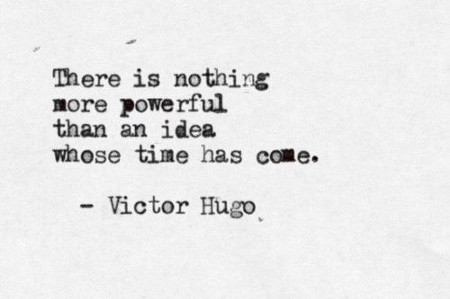 There is nothing
more powerful
than an idea
whose time has come.
- Victor Hugo